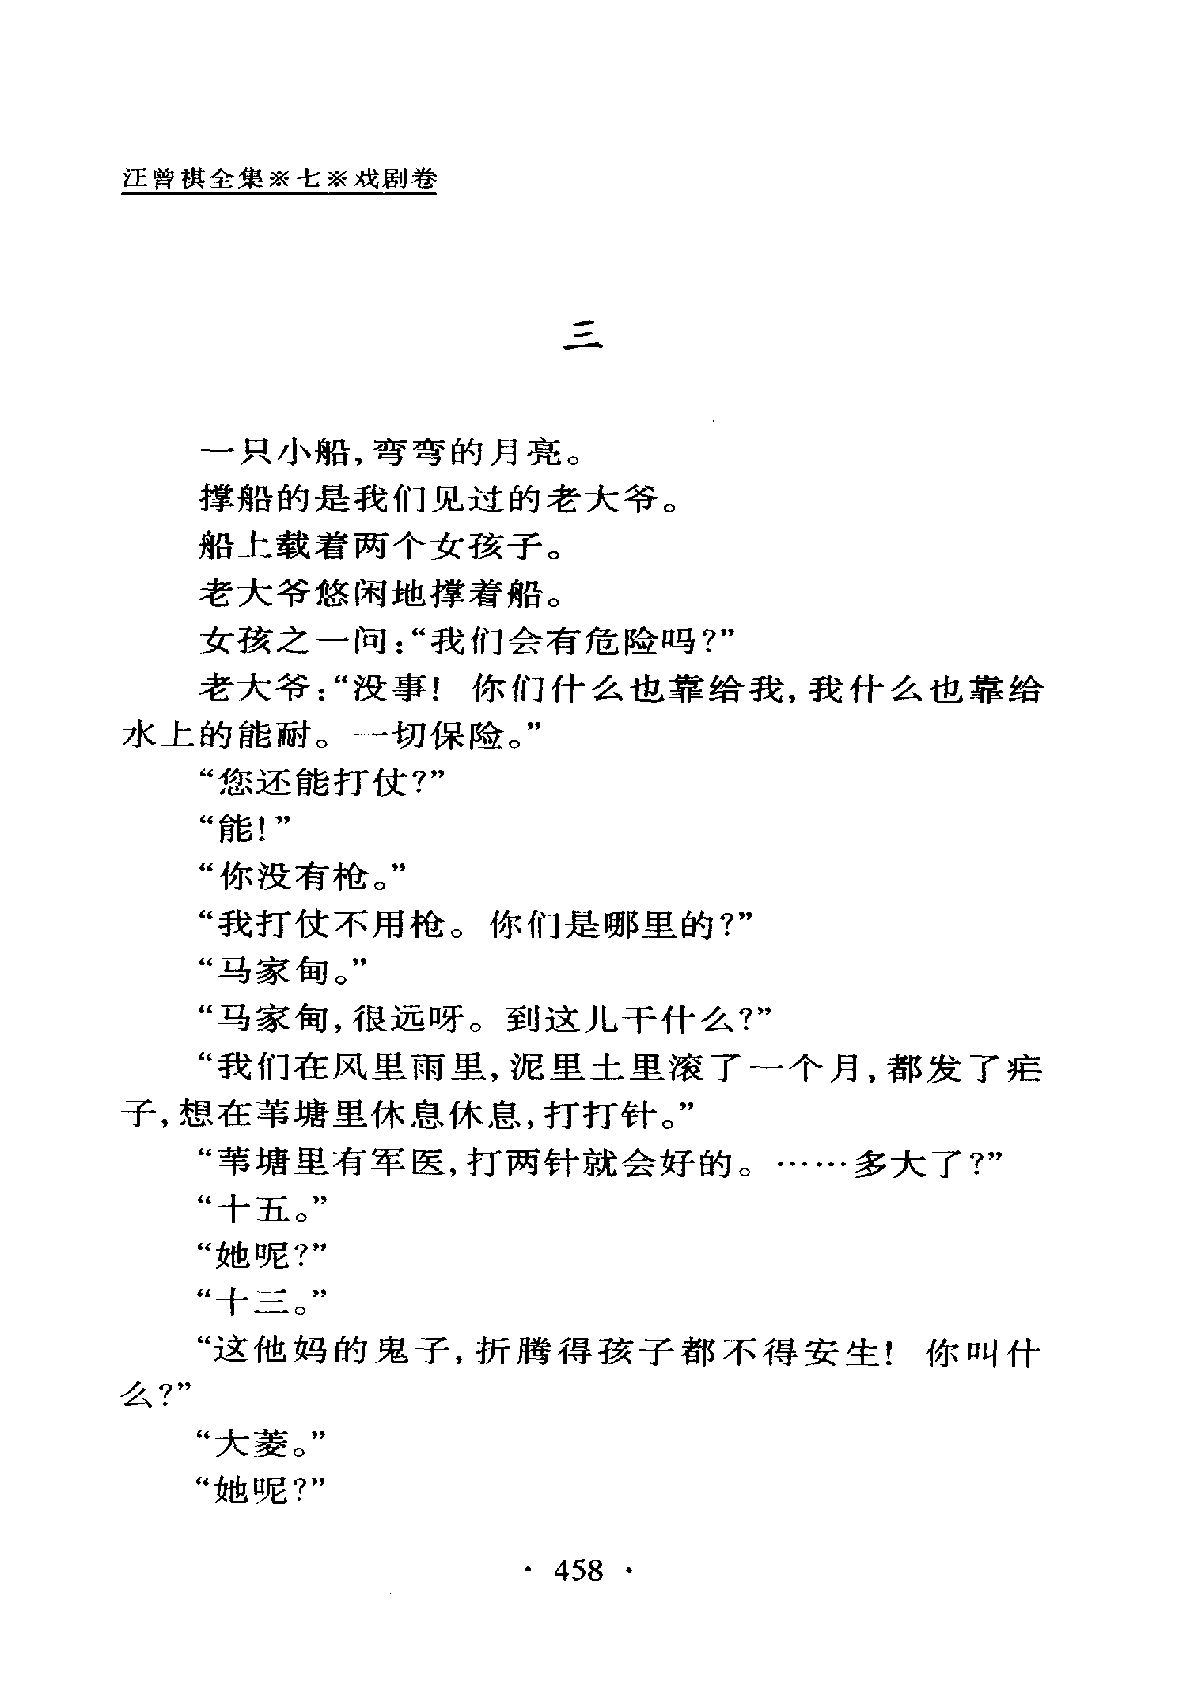 汪曾祺全集※七※戏剧卷
三
一只小船,弯弯的月亮。
撑船的是我们见过的老大爷。
船上载着两个女孩子。
老大爷悠闲地撑着船。
女孩之一问:“我们会有危险吗?”
老大爷:“没事! 你们什么也靠给我,我什么也靠给
水上的能耐。一切保险。”
“您还能打仗?”
“能!”
“你没有枪。”
“我打仗不用枪。你们是哪里的?”
“马家甸。”
“马家甸,很远呀。到这儿干什么?”
“我们在风里雨里,泥里土里滚了一个月,都发了疟
子,想在苇塘里休息休息,打打针。”
“苇塘里有军医,打两针就会好的。……多大了?”
“十五。”
“她呢?”
“十三。”
“这他妈的鬼子,折腾得孩子都不得安生! 你叫什
么?”
“大菱。”
“她呢?”
· 458 ·